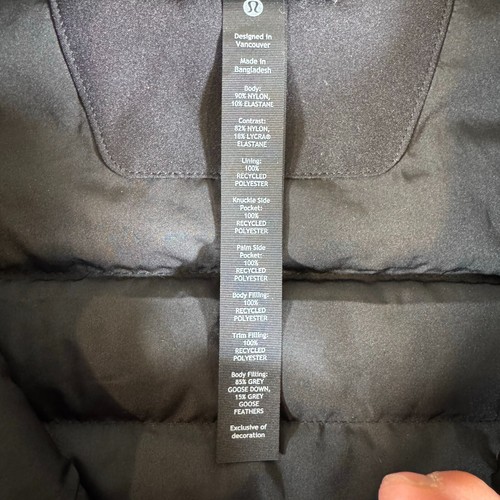 Designed in
Vancouver
Made in
Bangladesh
Body:
90% NYLON,
10% ELASTANE
Contrast:
82% NYLON,
18% LYCRA®
ELASTANE
Lining:
100%
RECYCLED
POLYESTER
Knuckle Side
Pocket:
100%
RECYCLED
POLYESTER
Palm Side
Pocket:
100%
RECYCLED
POLYESTER
Body Filling:
100%
RECYCLED
POLYESTER
Trim Filling:
100%
RECYCLED
POLYESTER
Body Filling:
85% GREY
GOOSE DOWN,
15% GREY
GOOSE
FEATHERS
Exclusive of
decoration